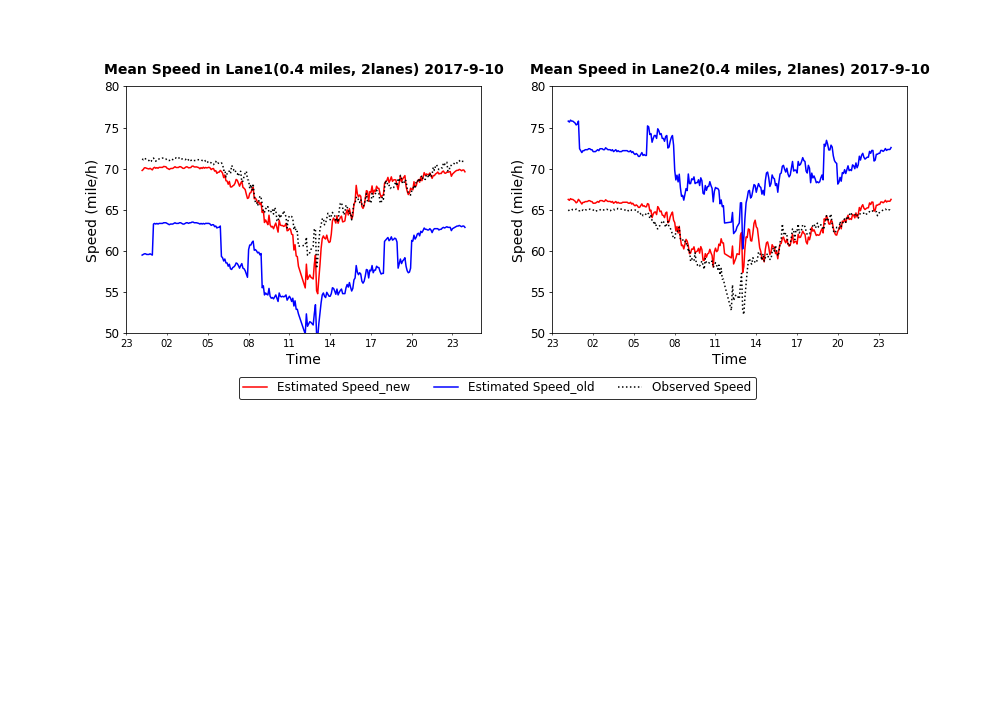 Mean Speed in Lane1(0.4 miles, 2lanes) 2017-9-10
80
75
70
65
60
55
50
Speed (mile/h)
23 02 05 08 11 14 17 20 23
Time
Mean Speed in Lane2(0.4 miles, 2lanes) 2017-9-10
80
75
70
65
60
55
50
Speed (mile/h)
23 02 05 08 11 14 17 20 23
Time
Estimated Speed_new Estimated Speed_old Observed Speed